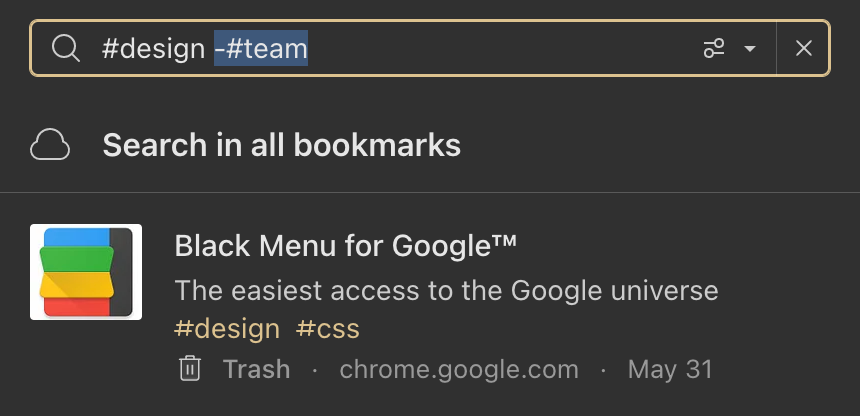 #design -#team
Search in all bookmarks
Black Menu for Google™
The easiest access to the Google universe
#design #css
Trash · chrome.google.com · May 31